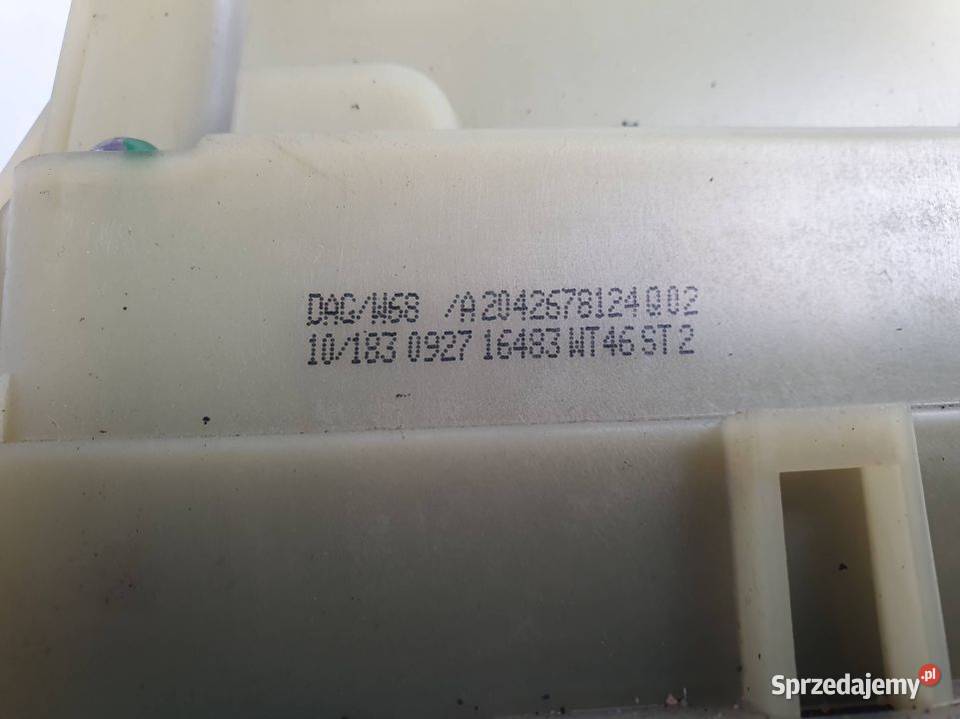 DAG/W68 /A 2042678124 Q02
10/183 0927 16483 WT46 ST2
Sprzedajemy.pl